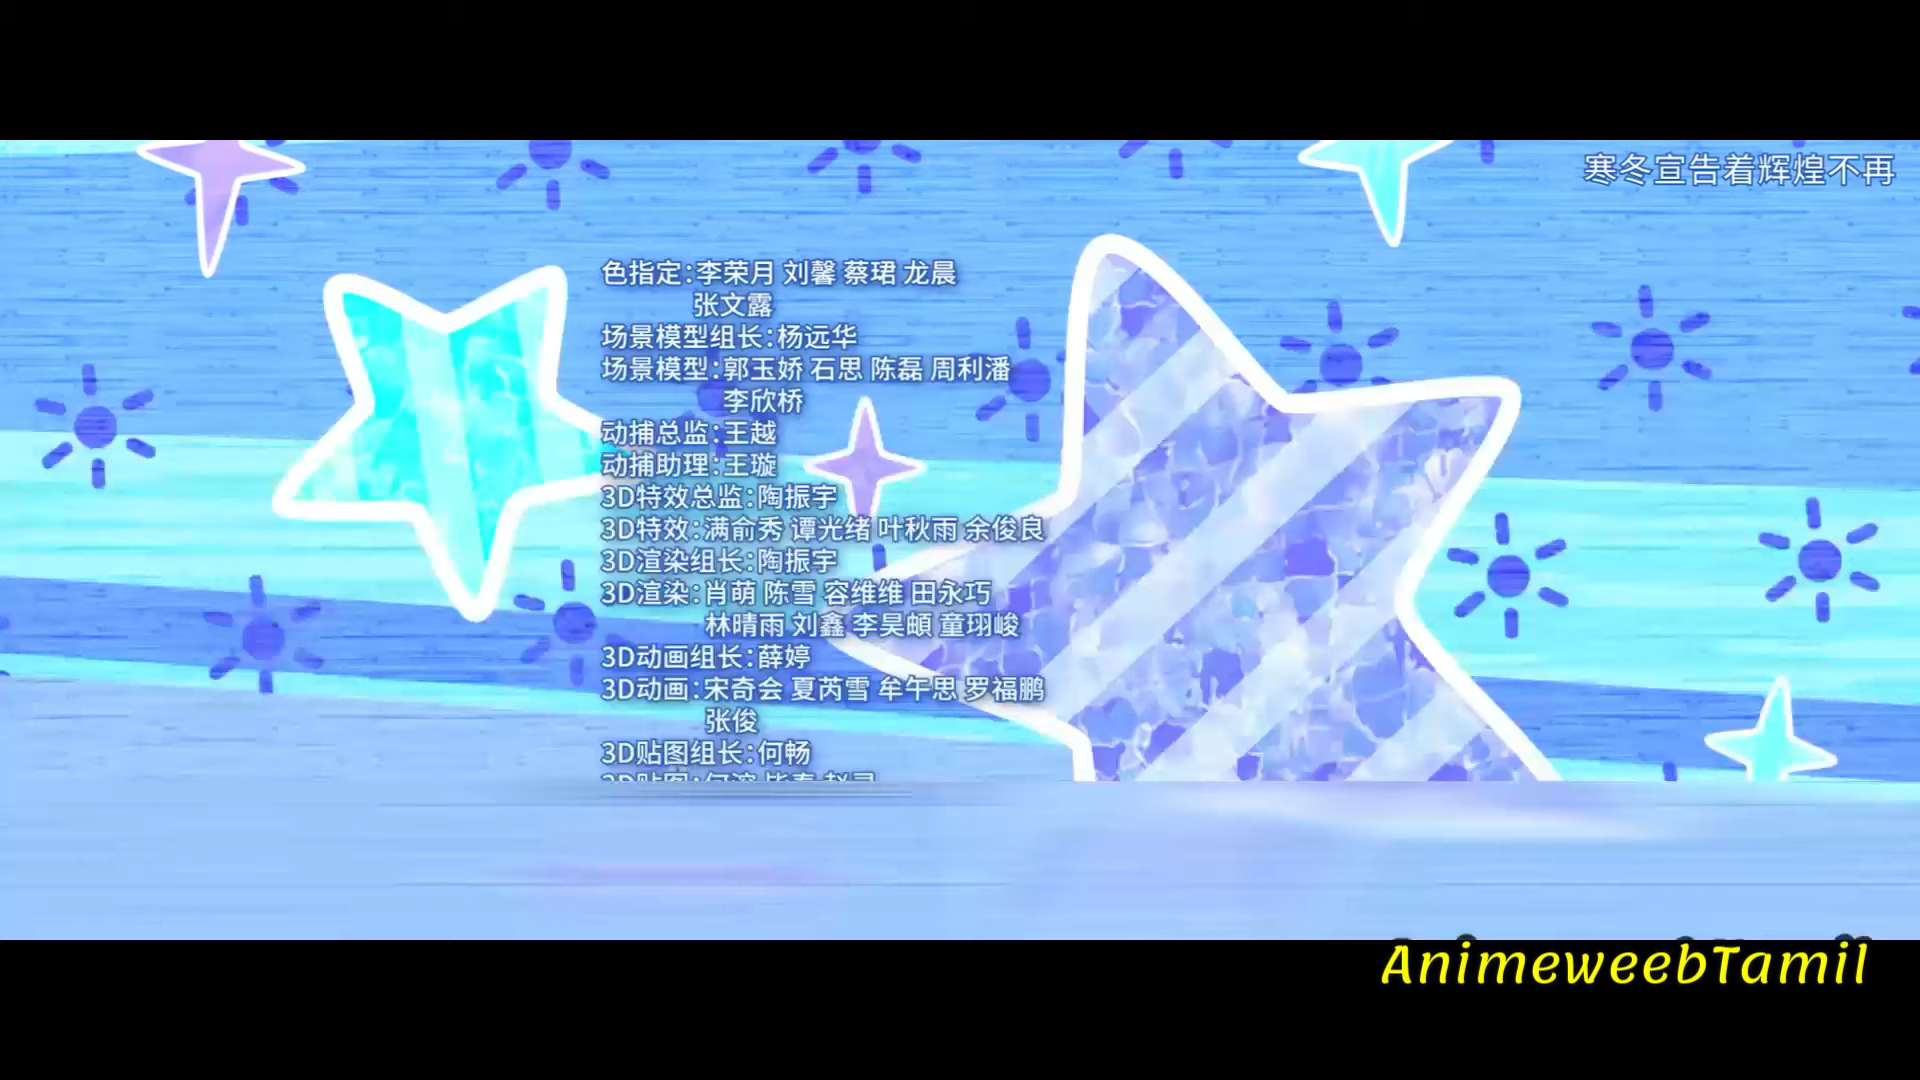 寒冬宣告着辉煌不再
色指定:李荣月 刘馨 蔡珺 龙晨
张文露
场景模型组长:杨远华
场景模型:郭玉娇 石思 陈磊 周利潘
李欣桥
动捕总监:王越
动捕助理:王璇
3D特效总监:陶振宇
3D特效:满俞秀 谭光绪 叶秋雨 余俊良
3D渲染组长:陶振宇
3D渲染:肖萌 陈雪 容维维 田永巧
林晴雨 刘鑫 李昊頔 童珝峻
3D动画组长:薛婷
3D动画:宋奇会 夏芮雪 牟午思 罗福鹏
张俊
3D贴图组长:何畅
3D贴图:
AnimeweebTamil